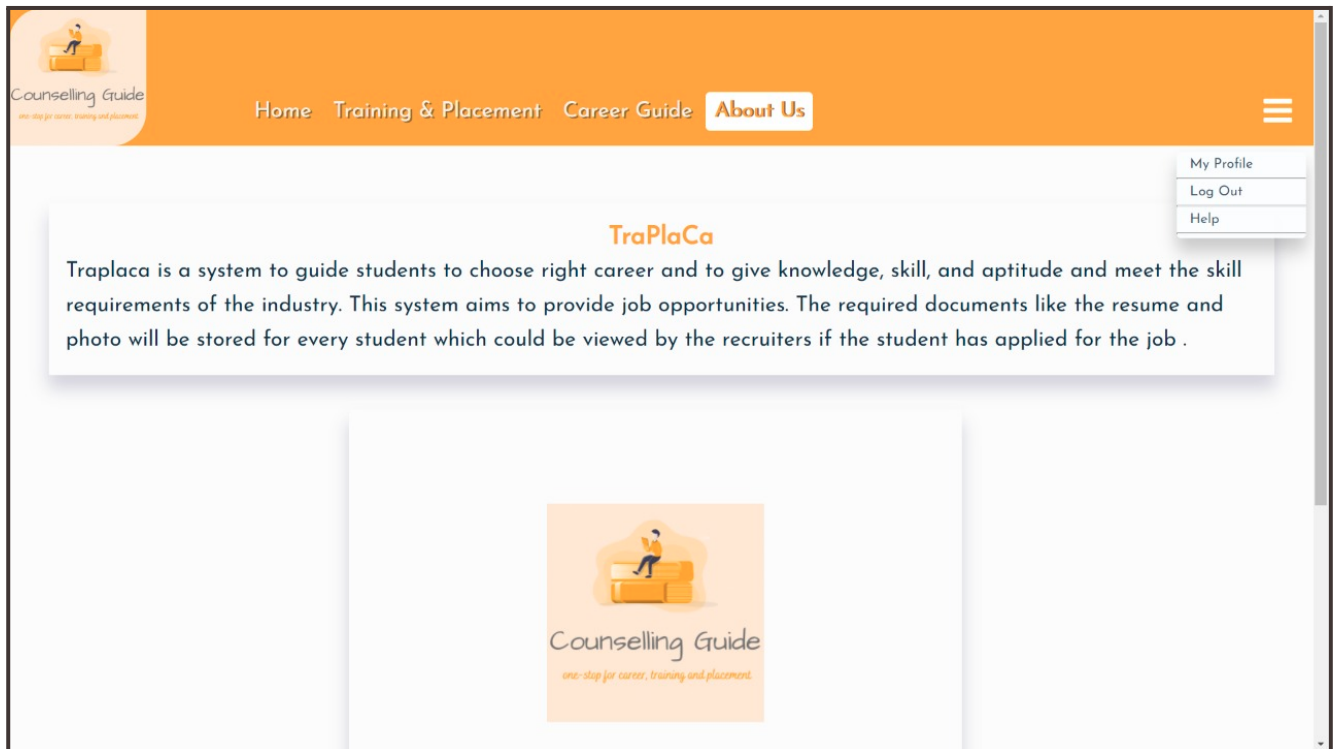 Counselling Guide
one-stop for career, training and placement
Home Training & Placement Career Guide About Us
My Profile
Log Out
Help
TraPlaCa
Traplaca is a system to guide students to choose right career and to give knowledge, skill, and aptitude and meet the skill
requirements of the industry. This system aims to provide job opportunities. The required documents like the resume and
photo will be stored for every student which could be viewed by the recruiters if the student has applied for the job .
Counselling Guide
one-stop for career, training and placement